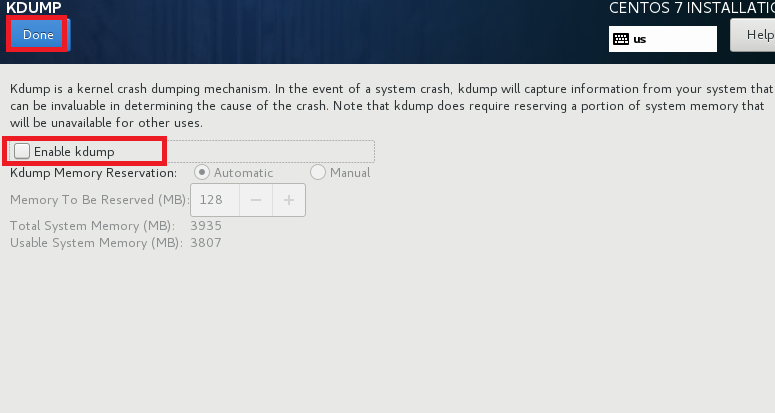 KDUMP
CENTOS 7 INSTALLATIO
Done
us
Help
Kdump is a kernel crash dumping mechanism. In the event of a system crash, kdump will capture information from your system that
can be invaluable in determining the cause of the crash. Note that kdump does require reserving a portion of system memory that
will be unavailable for other uses.
Enable kdump
Kdump Memory Reservation: Automatic Manual
Memory To Be Reserved (MB): 128 − +
Total System Memory (MB): 3935
Usable System Memory (MB): 3807